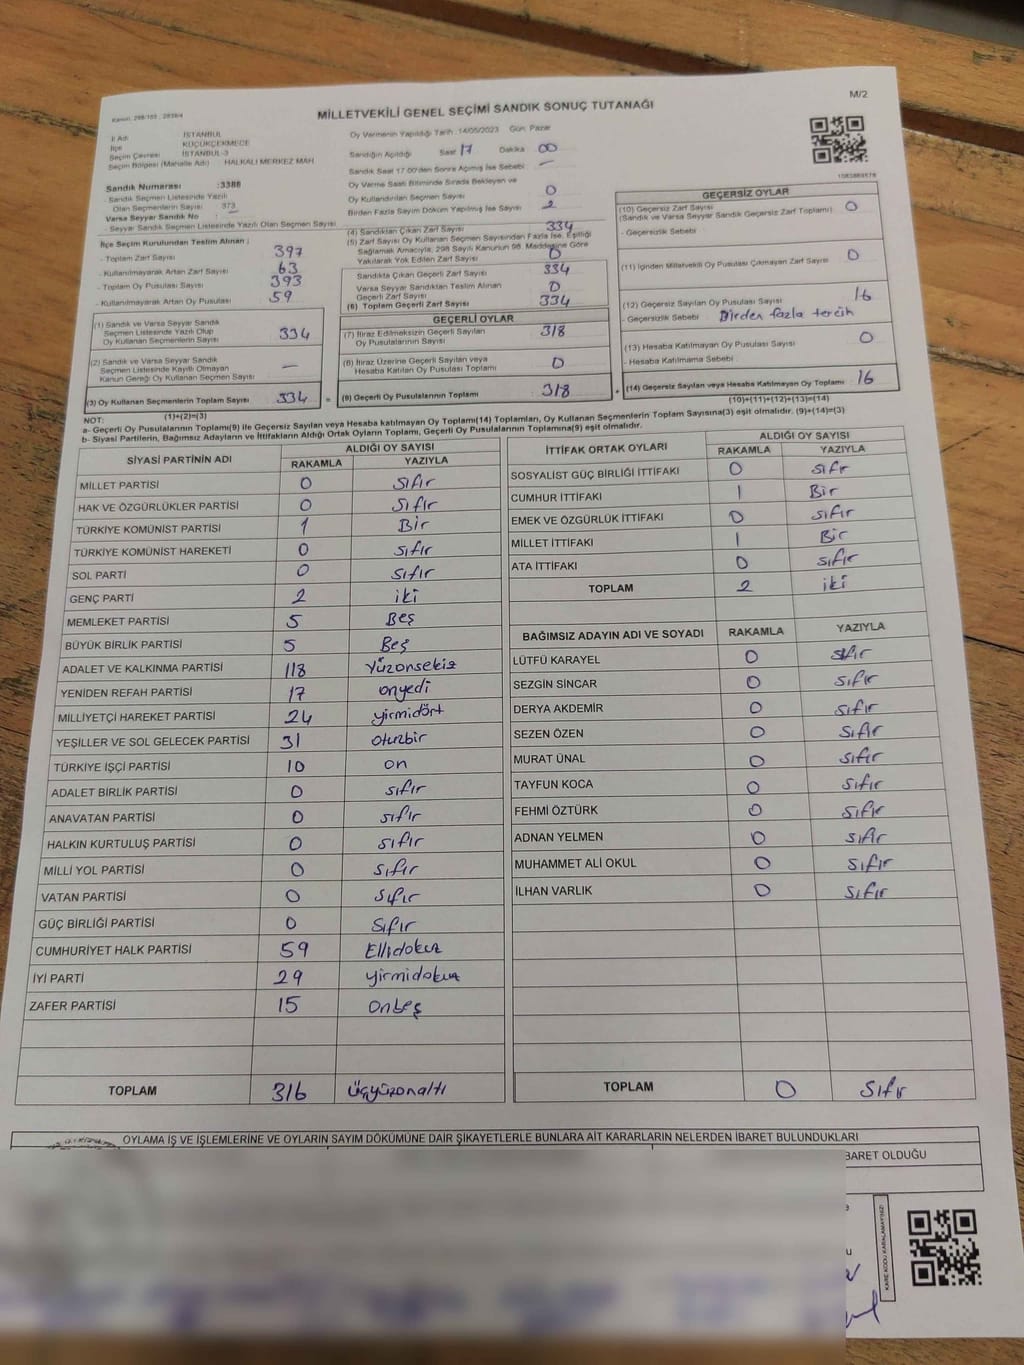 M/2
MİLLETVEKİLİ GENEL SEÇİMİ SANDIK SONUÇ TUTANAĞI
İl Adı : İSTANBUL
İlçe : KÜÇÜKÇEKMECE
Seçim Çevresi : İSTANBUL-3
Seçim Bölgesi (Mahalle Adı) : HALKALI MERKEZ MAH
Sandık Numarası :3388
- Sandık Seçmen Listesinde Yazılı
Olan Seçmenlerin Sayısı : 373
Varsa Seyyar Sandık No : —
- Seyyar Sandık Seçmen Listesinde Yazılı Olan Seçmen Sayısı
İlçe Seçim Kurulundan Teslim Alınan ;
- Toplam Zarf Sayısı 397
- Kullanılmayarak Artan Zarf Sayısı 63
- Toplam Oy Pusulası Sayısı 393
- Kullanılmayarak Artan Oy Pusulası 59
(1) Sandık ve Varsa Seyyar Sandık
Seçmen Listesinde Yazılı Olup
Oy Kullanan Seçmenlerin Sayısı 334
(2) Sandık ve Varsa Seyyar Sandık
Seçmen Listesinde Kayıtlı Olmayan
Kanun Gereği Oy Kullanan Seçmen Sayısı —
(3) Oy Kullanan Seçmenlerin Toplam Sayısı 334
(1)+(2)=(3)
Oy Vermenin Yapıldığı Tarih :14/05/2023 Gün: Pazar
Sandığın Açıldığı Saat 17 Dakika 00
Sandık Saat 17:00'den Sonra Açılmış İse Sebebi : —
Oy Verme Saati Bitiminde Sırada Bekleyen ve
Oy Kullandırılan Seçmen Sayısı 0
Birden Fazla Sayım Döküm Yapılmış İse Sayısı 2
(4) Sandıktan Çıkan Zarf Sayısı 334
(5) Zarf Sayısı Oy Kullanan Seçmen Sayısından Fazla İse, Eşitliği
Sağlamak Amacıyla; 298 Sayılı Kanunun 98. Maddesine Göre
Yakılarak Yok Edilen Zarf Sayısı 0
Sandıkta Çıkan Geçerli Zarf Sayısı 334
Varsa Seyyar Sandıktan Teslim Alınan
Geçerli Zarf Sayısı 0
(6) Toplam Geçerli Zarf Sayısı 334
GEÇERLİ OYLAR
(7) İtiraz Edilmeksizin Geçerli Sayılan
Oy Pusulalarının Sayısı 318
(8) İtiraz Üzerine Geçerli Sayılan veya
Hesaba Katılan Oy Pusulası Toplamı 0
= (9) Geçerli Oy Pusulalarının Toplamı 318
GEÇERSİZ OYLAR
(10) Geçersiz Zarf Sayısı
(Sandık ve Varsa Seyyar Sandık Geçersiz Zarf Toplamı) 0
- Geçersizlik Sebebi :
(11) İçinden Milletvekili Oy Pusulası Çıkmayan Zarf Sayısı 0
(12) Geçersiz Sayılan Oy Pusulası Sayısı 16
- Geçersizlik Sebebi : Birden fazla tercih
(13) Hesaba Katılmayan Oy Pusulası Sayısı 0
- Hesaba Katılmama Sebebi :
+ (14) Geçersiz Sayılan veya Hesaba Katılmayan Oy Toplamı 16
(10)+(11)+(12)+(13)=(14)
NOT:
a- Geçerli Oy Pusulalarının Toplamı(9) ile Geçersiz Sayılan veya Hesaba katılmayan Oy Toplamı(14) Toplamları, Oy Kullanan Seçmenlerin Toplam Sayısına(3) eşit olmalıdır. (9)+(14)=(3)
b- Siyasi Partilerin, Bağımsız Adayların ve İttifakların Aldığı Ortak Oyların Toplamı, Geçerli Oy Pusulalarının Toplamına(9) eşit olmalıdır.
SİYASİ PARTİNİN ADI ALDIĞI OY SAYISI
RAKAMLA YAZIYLA
MİLLET PARTİSİ 0 sıfır
HAK VE ÖZGÜRLÜKLER PARTİSİ 0 sıfır
TÜRKİYE KOMÜNİST PARTİSİ 1 Bir
TÜRKİYE KOMÜNİST HAREKETİ 0 sıfır
SOL PARTİ 0 sıfır
GENÇ PARTİ 2 iki
MEMLEKET PARTİSİ 5 Beş
BÜYÜK BİRLİK PARTİSİ 5 Beş
ADALET VE KALKINMA PARTİSİ 118 Yüzonsekiz
YENİDEN REFAH PARTİSİ 17 onyedi
MİLLİYETÇİ HAREKET PARTİSİ 24 yirmidört
YEŞİLLER VE SOL GELECEK PARTİSİ 31 otuzbir
TÜRKİYE İŞÇİ PARTİSİ 10 on
ADALET BİRLİK PARTİSİ 0 sıfır
ANAVATAN PARTİSİ 0 sıfır
HALKIN KURTULUŞ PARTİSİ 0 sıfır
MİLLİ YOL PARTİSİ 0 sıfır
VATAN PARTİSİ 0 sıfır
GÜÇ BİRLİĞİ PARTİSİ 0 sıfır
CUMHURİYET HALK PARTİSİ 59 Ellidokuz
İYİ PARTİ 29 yirmidokuz
ZAFER PARTİSİ 15 onbeş
TOPLAM 316 üçyüzonaltı
İTTİFAK ORTAK OYLARI ALDIĞI OY SAYISI
RAKAMLA YAZIYLA
SOSYALİST GÜÇ BİRLİĞİ İTTİFAKI 0 sıfır
CUMHUR İTTİFAKI 1 Bir
EMEK VE ÖZGÜRLÜK İTTİFAKI 0 sıfır
MİLLET İTTİFAKI 1 Bir
ATA İTTİFAKI 0 sıfır
TOPLAM 2 iki
BAĞIMSIZ ADAYIN ADI VE SOYADI RAKAMLA YAZIYLA
LÜTFÜ KARAYEL 0 sıfır
SEZGİN SİNCAR 0 sıfır
DERYA AKDEMİR 0 sıfır
SEZEN ÖZEN 0 sıfır
MURAT ÜNAL 0 sıfır
TAYFUN KOCA 0 sıfır
FEHMİ ÖZTÜRK 0 sıfır
ADNAN YELMEN 0 sıfır
MUHAMMET ALİ OKUL 0 sıfır
İLHAN VARLIK 0 sıfır
TOPLAM 0 sıfır
OYLAMA İŞ VE İŞLEMLERİNE VE OYLARIN SAYIM DÖKÜMÜNE DAİR ŞİKAYETLERLE BUNLARA AİT KARARLARIN NELERDEN İBARET BULUNDUKLARI
BARET OLDUĞU
KARE KODU KARALAMAYINIZ!